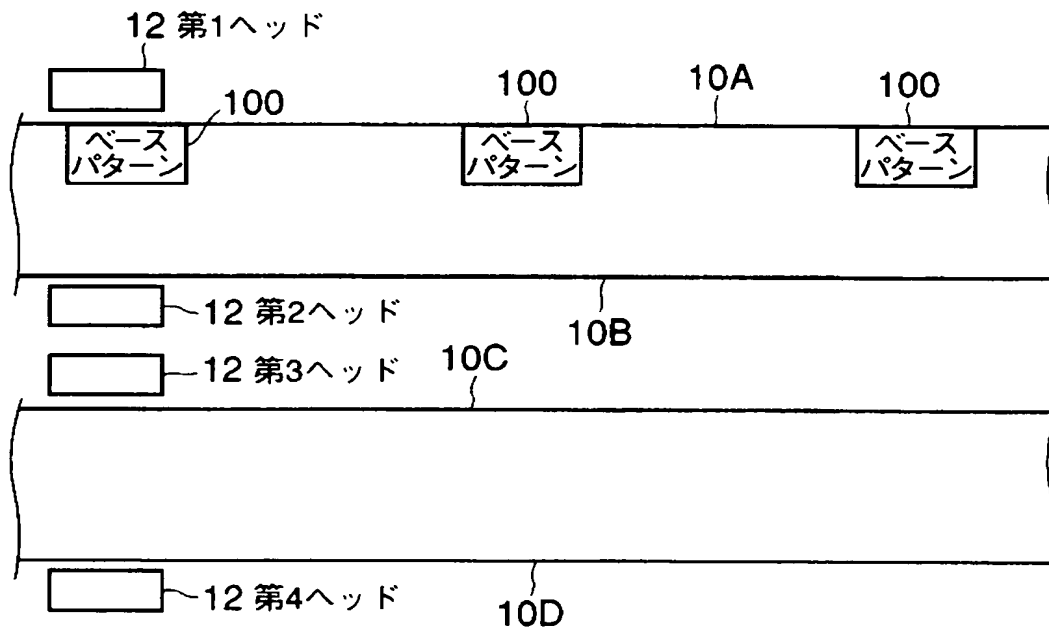 12 第1ヘッド
100
100
10A
100
ベース
パターン
ベース
パターン
ベース
パターン
12 第2ヘッド
10B
12 第3ヘッド
10C
12 第4ヘッド
10D